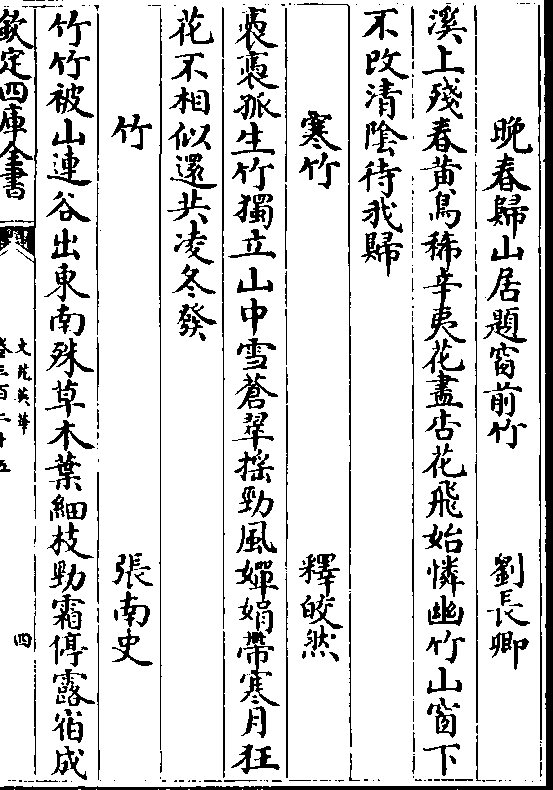 晚春歸山居題窗前竹 劉長卿
溪上殘春黃鳥稀辛夷花盡杏花飛始憐幽竹山窗下
不改清陰待我歸
寒竹 釋皎然
裊裊孤生竹獨立山中雪蒼翠搖勁風嬋娟帶寒月狂
花不相似還共凌冬發
竹 張南史
竹竹被山連谷出東南殊草木葉細枝勁霜停露宿成
欽定四庫全書
文苑英華
卷三百二十五
四